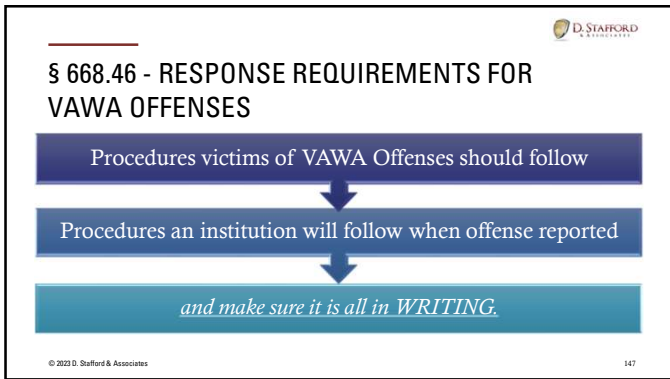 D. STAFFORD
& ASSOCIATES
§ 668.46 - RESPONSE REQUIREMENTS FOR
VAWA OFFENSES
Procedures victims of VAWA Offenses should follow
Procedures an institution will follow when offense reported
and make sure it is all in WRITING.
© 2023 D. Stafford & Associates
147